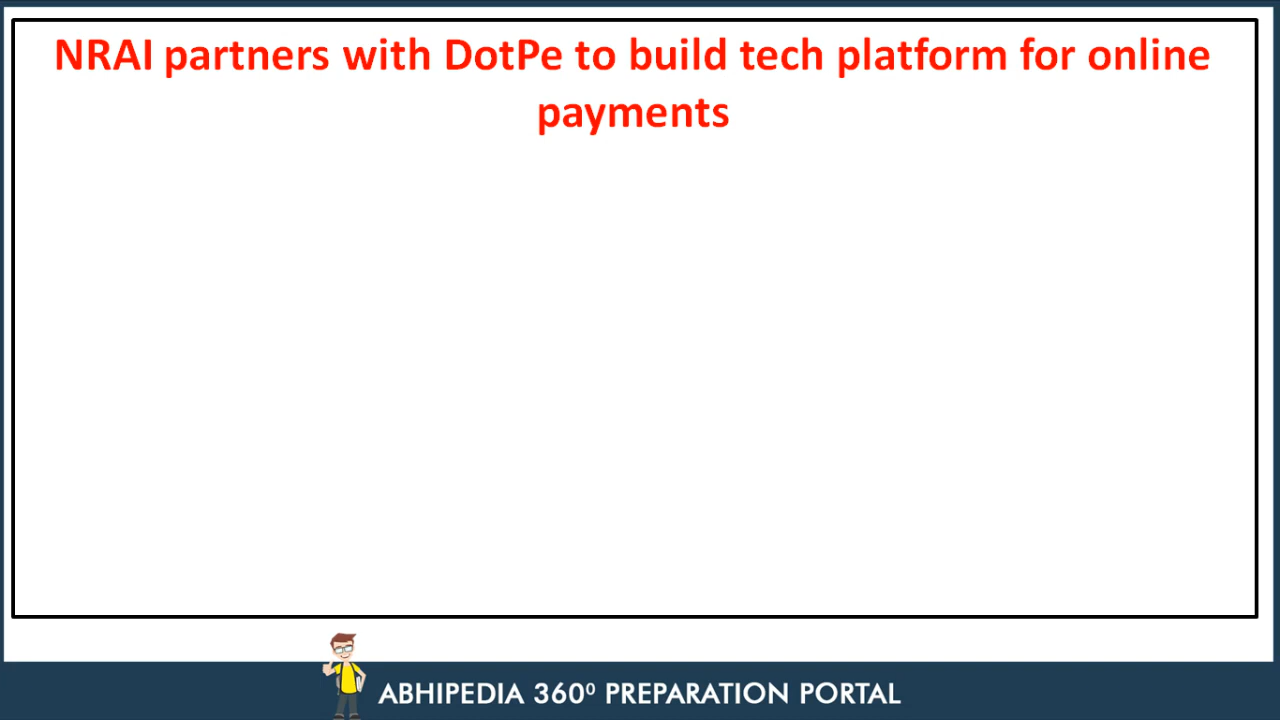 NRAI partners with DotPe to build tech platform for online
payments
ABHIPEDIA 360⁰ PREPARATION PORTAL